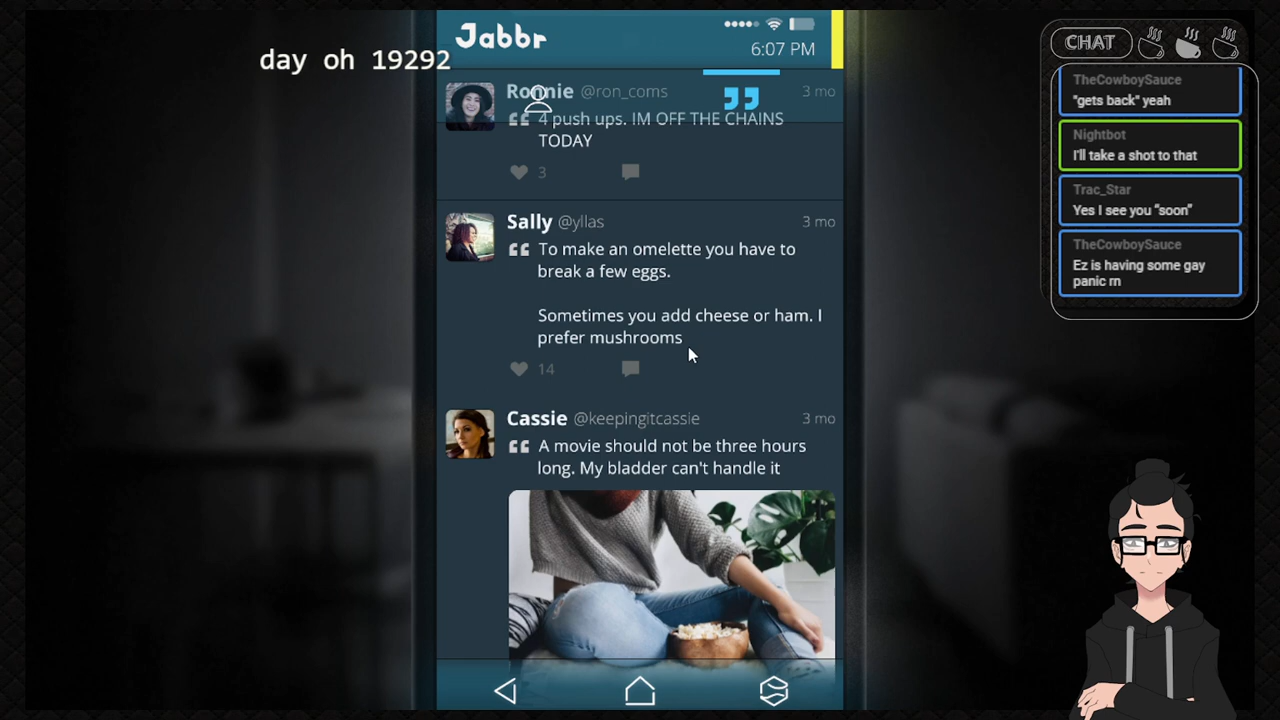 day oh 19292
Jabbr
6:07 PM
Ronnie @ron_coms 3 mo
4 push ups. IM OFF THE CHAINS
TODAY
3
Sally @yllas 3 mo
To make an omelette you have to
break a few eggs.
Sometimes you add cheese or ham. I
prefer mushrooms
14
Cassie @keepingitcassie 3 mo
A movie should not be three hours
long. My bladder can't handle it
CHAT
TheCowboySauce
"gets back" yeah
Nightbot
I'll take a shot to that
Trac_Star
Yes I see you “soon”
TheCowboySauce
Ez is having some gay
panic rn